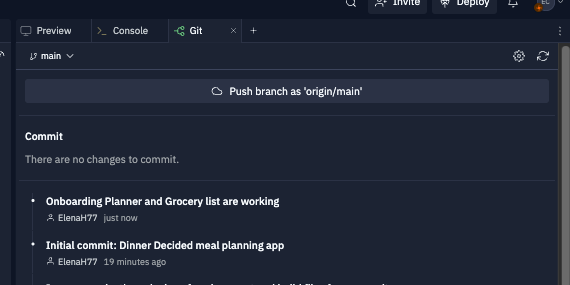 Invite
Deploy
EC
Preview
Console
Git
main
Push branch as 'origin/main'
Commit
There are no changes to commit.
Onboarding Planner and Grocery list are working
ElenaH77 just now
Initial commit: Dinner Decided meal planning app
ElenaH77 19 minutes ago